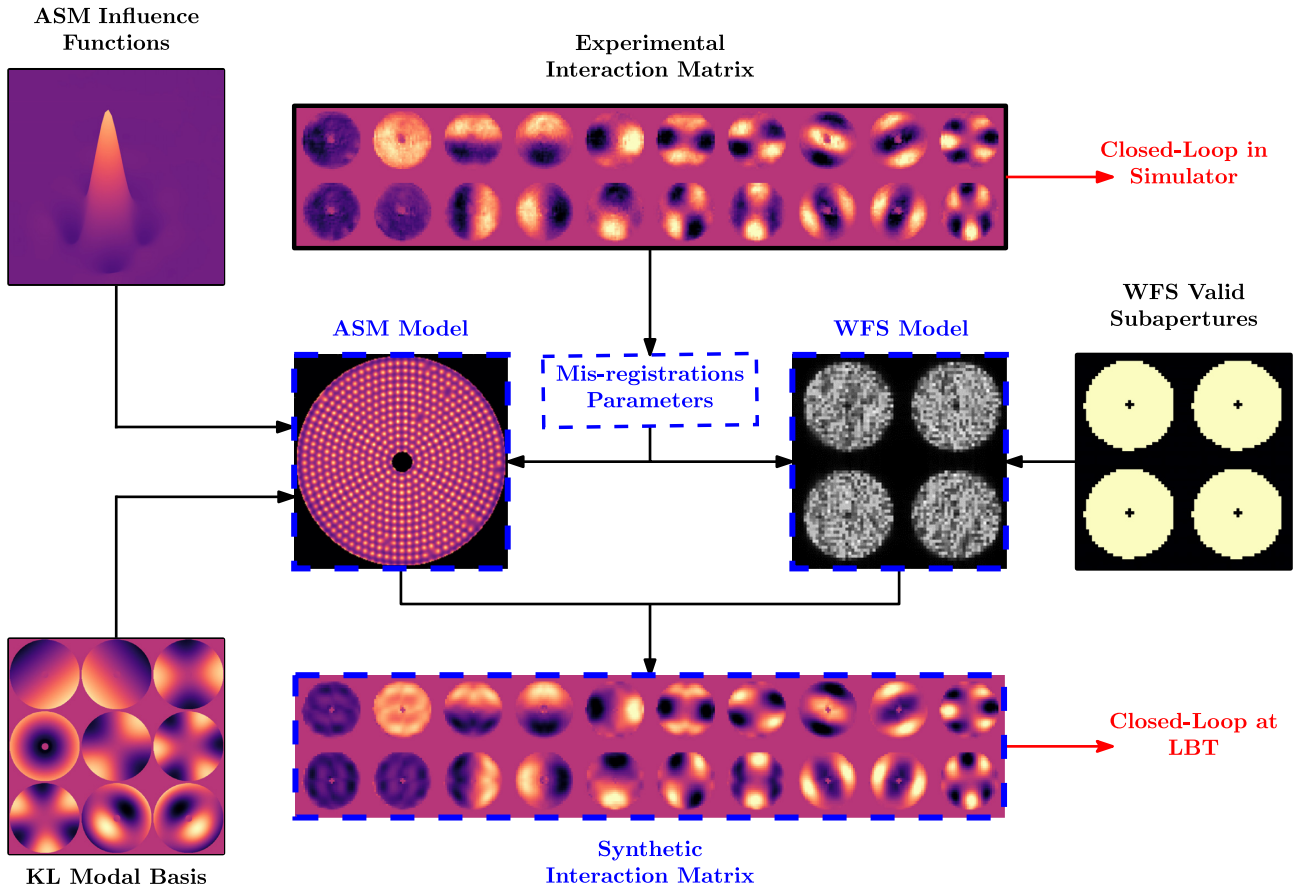 ASM Influence
Functions
Experimental
Interaction Matrix
Closed-Loop in
Simulator
ASM Model
Mis-registrations
Parameters
WFS Model
WFS Valid
Subapertures
Closed-Loop at
LBT
KL Modal Basis
Synthetic
Interaction Matrix